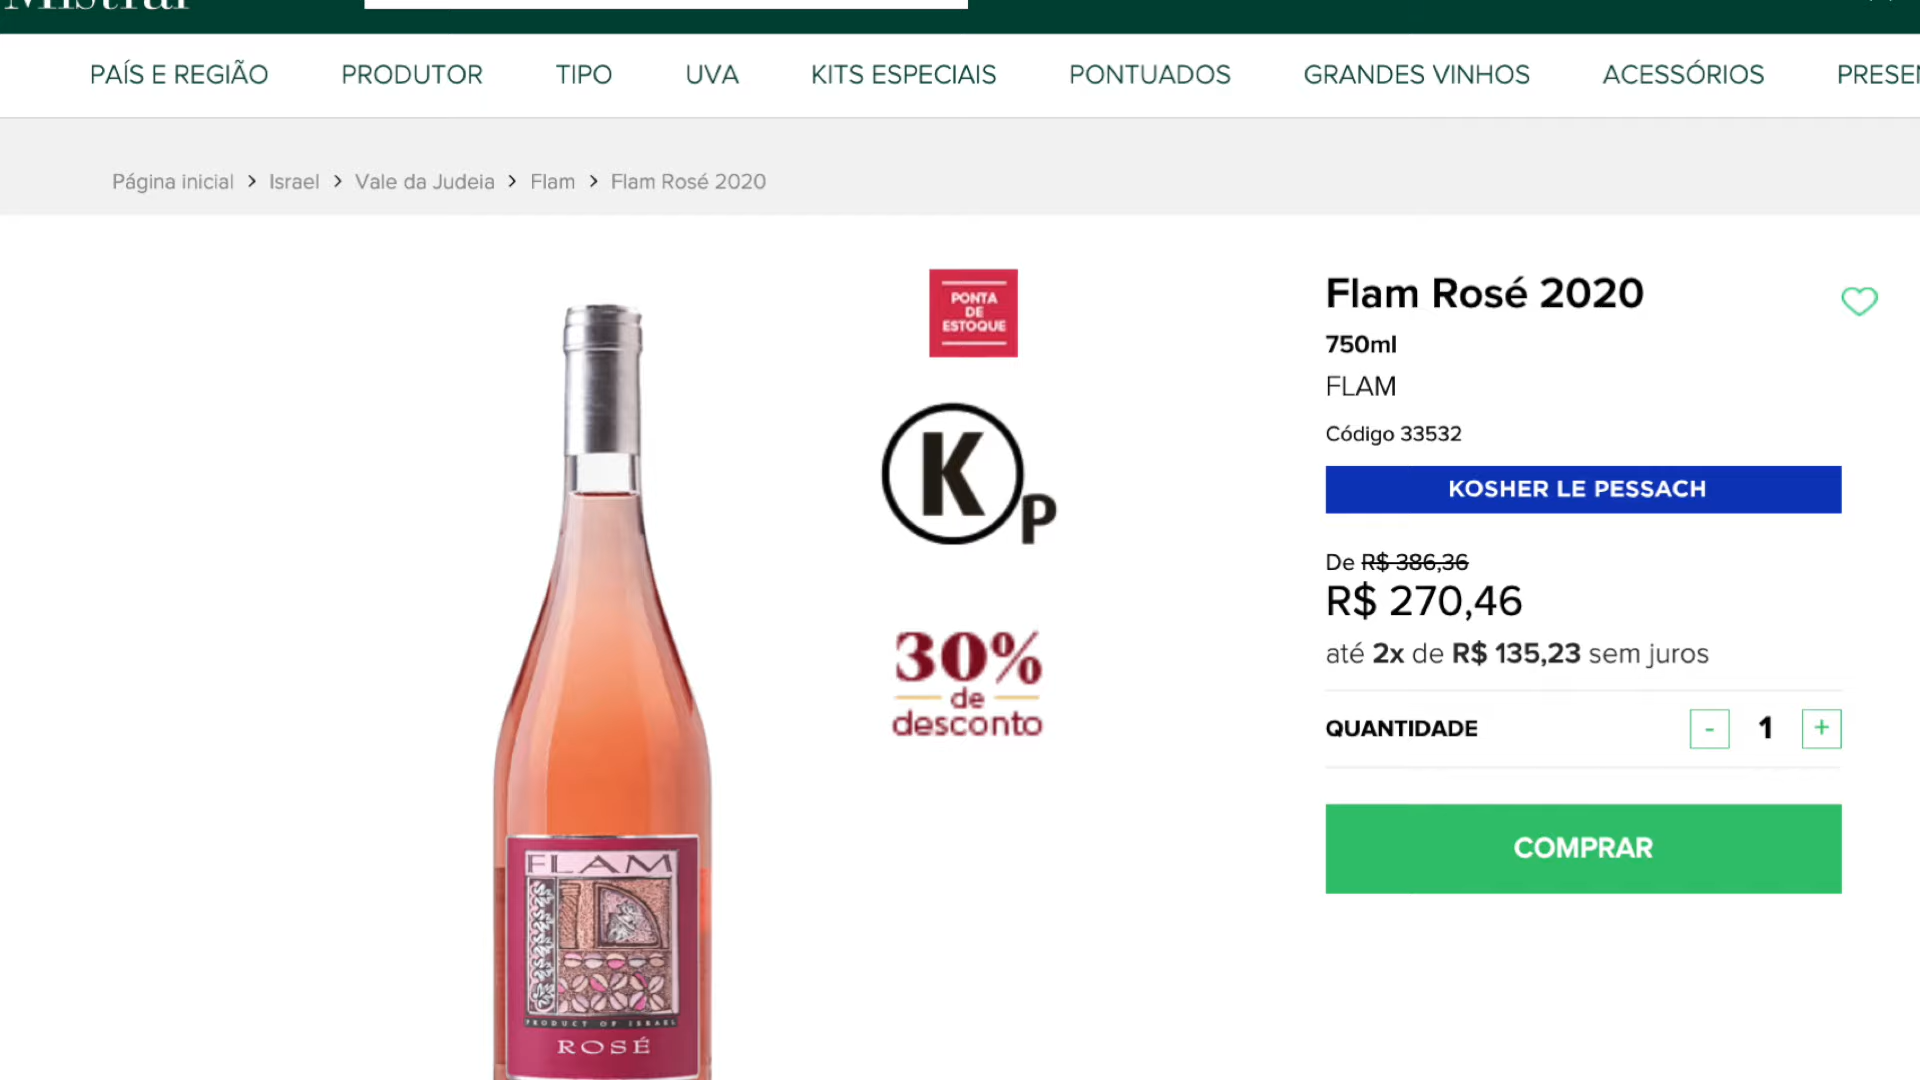 PAÍS E REGIÃO PRODUTOR TIPO UVA KITS ESPECIAIS PONTUADOS GRANDES VINHOS ACESSÓRIOS
Página inicial > Israel > Vale da Judeia > Flam > Flam Rosé 2020
PONTA
DE
ESTOQUE
K
P
30%
de
desconto
FLAM
PRODUCT OF ISRAEL
ROSÉ
Flam Rosé 2020
750ml
FLAM
Código 33532
KOSHER LE PESSACH
De R$ 386,36
R$ 270,46
até 2x de R$ 135,23 sem juros
QUANTIDADE - 1 +
COMPRAR